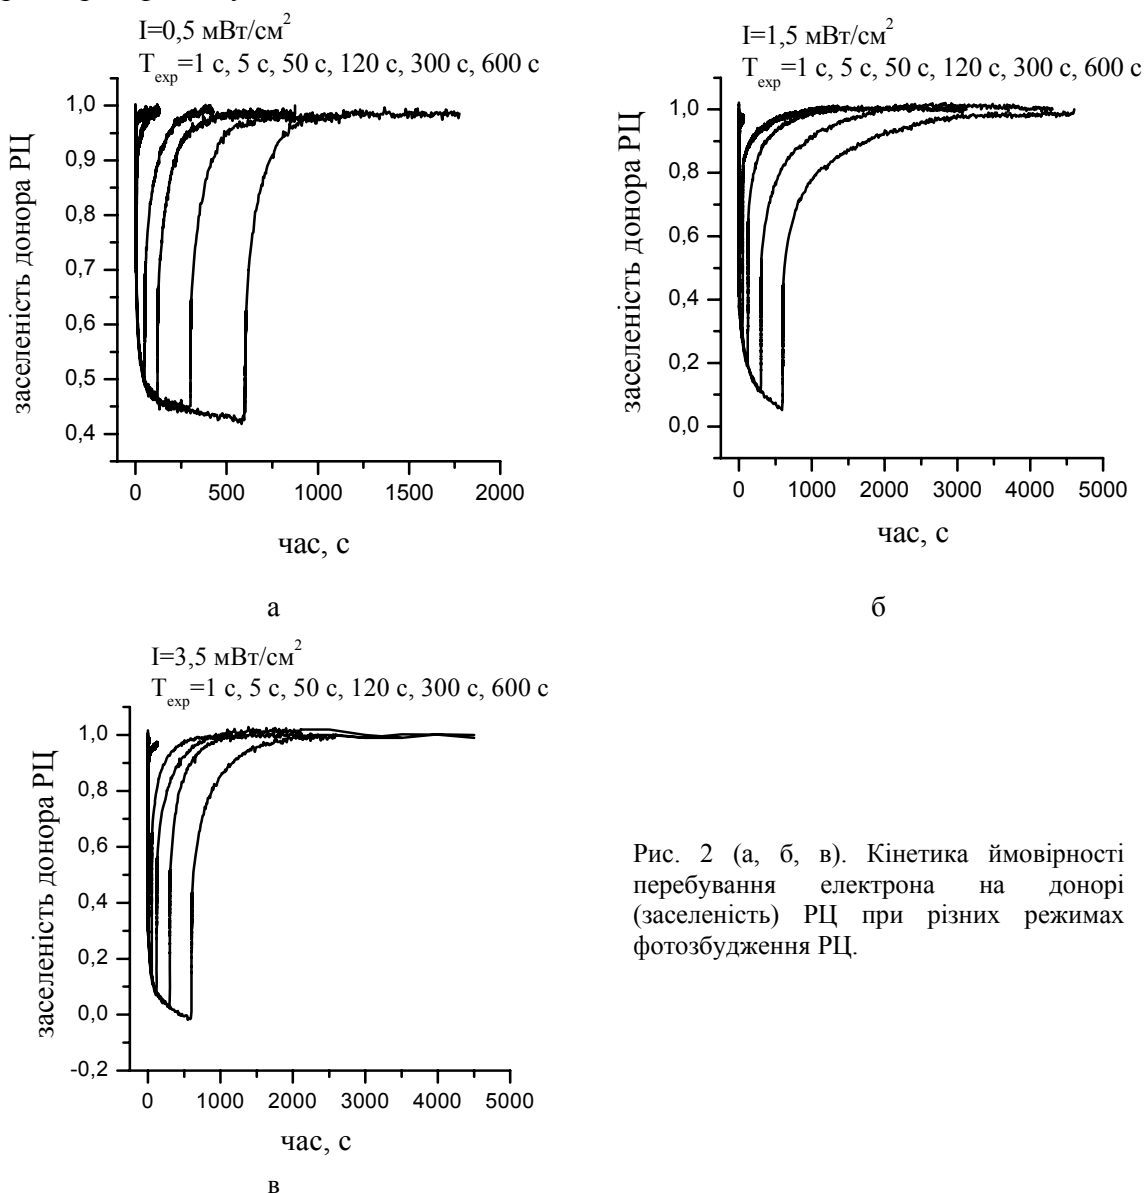 I=0,5 мВт/см2
Texp=1 с, 5 с, 50 с, 120 с, 300 с, 600 с
заселеність донора РЦ
1,0
0,9
0,8
0,7
0,6
0,5
0,4
0 500 1000 1500 2000
час, с
а
I=1,5 мВт/см2
Texp=1 с, 5 с, 50 с, 120 с, 300 с, 600 с
заселеність донора РЦ
1,0
0,8
0,6
0,4
0,2
0,0
0 1000 2000 3000 4000 5000
час, с
б
I=3,5 мВт/см2
Texp=1 с, 5 с, 50 с, 120 с, 300 с, 600 с
заселеність донора РЦ
1,0
0,8
0,6
0,4
0,2
0,0
-0,2
0 1000 2000 3000 4000 5000
час, с
в
Рис. 2 (а, б, в). Кінетика ймовірності
перебування електрона на донорі
(заселеність) РЦ при різних режимах
фотозбудження РЦ.